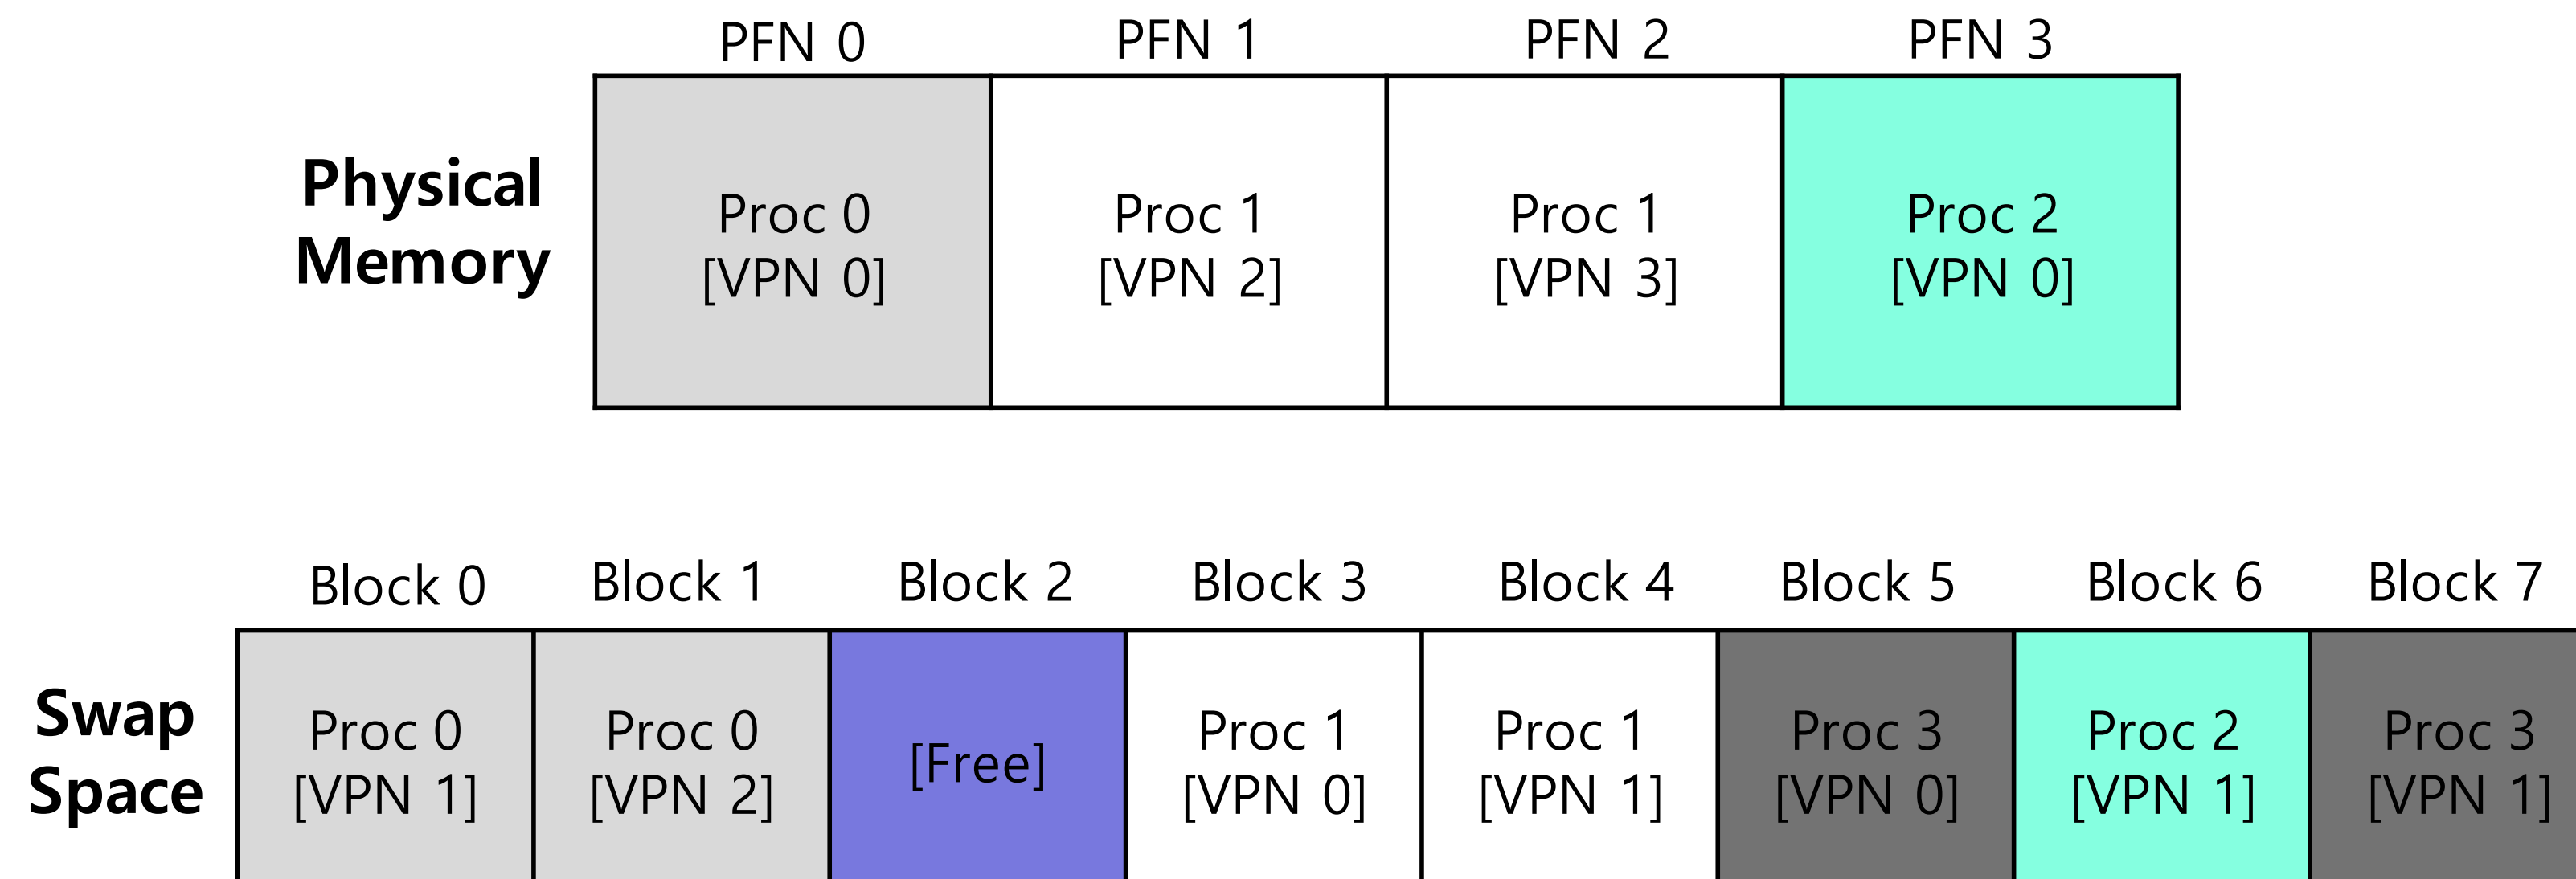 PFN 0 PFN 1 PFN 2 PFN 3
Physical
Memory
Proc 0 Proc 1 Proc 1 Proc 2
[VPN 0] [VPN 2] [VPN 3] [VPN 0]
Block 0 Block 1 Block 2 Block 3 Block 4 Block 5 Block 6 Block 7
Swap
Space
Proc 0 Proc 0 [Free] Proc 1 Proc 1 Proc 3 Proc 2 Proc 3
[VPN 1] [VPN 2] [VPN 0] [VPN 1] [VPN 0] [VPN 1] [VPN 1]